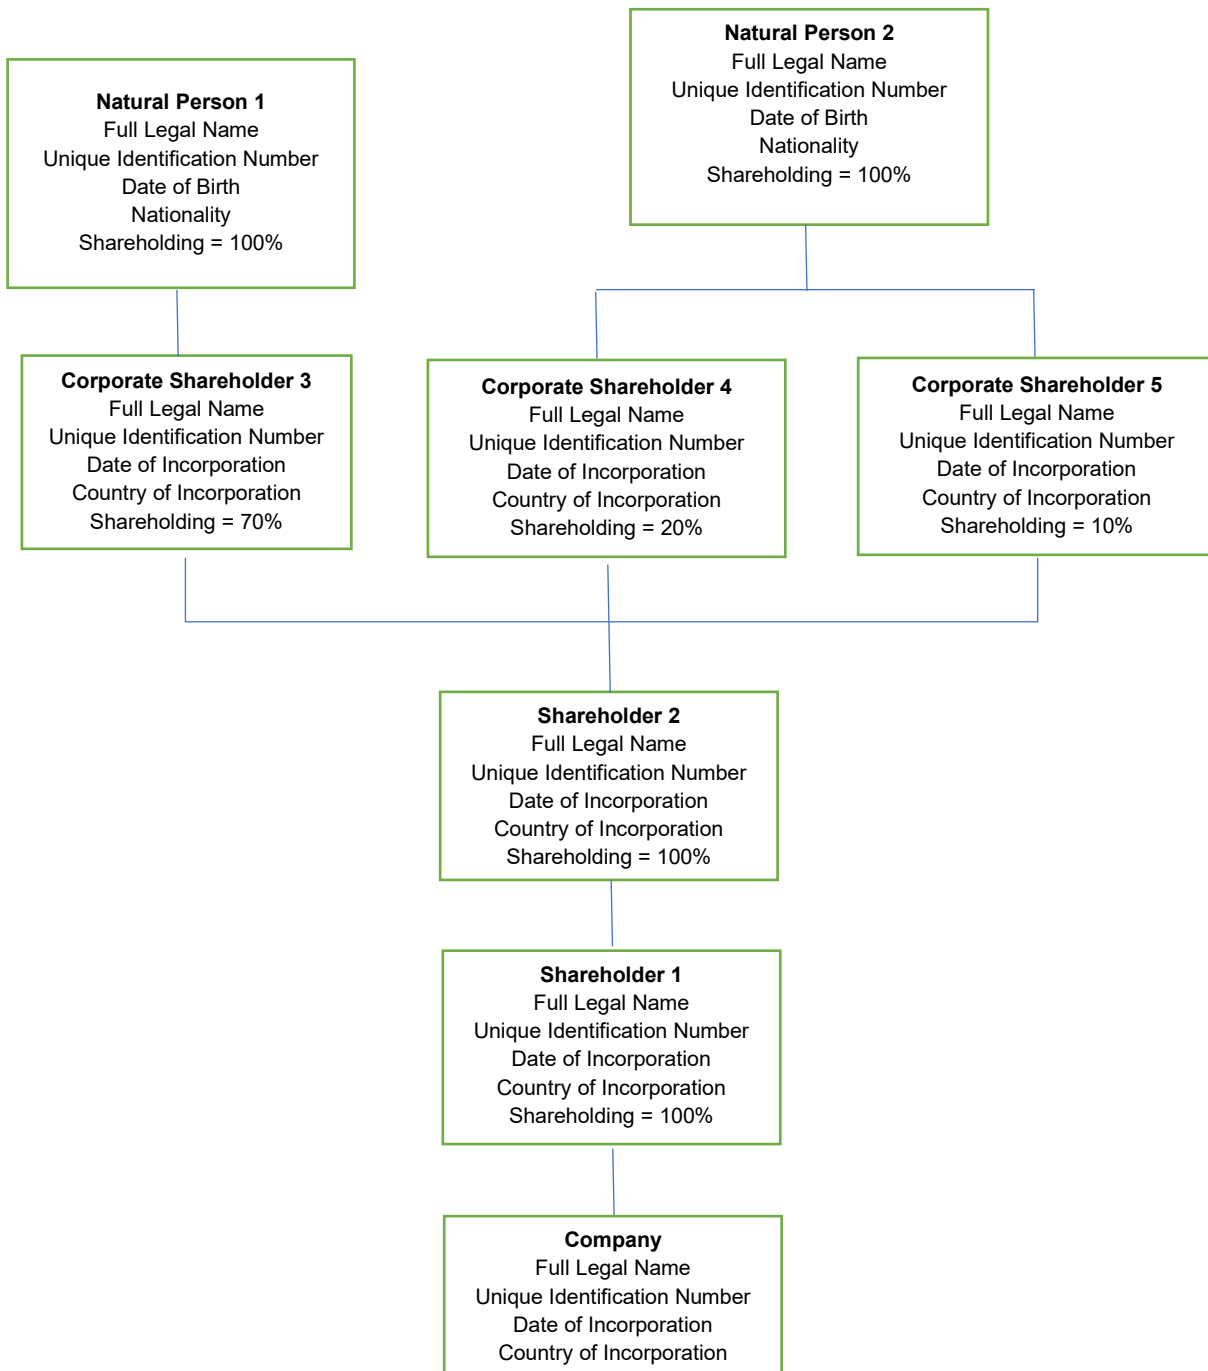 Natural Person 1
Full Legal Name
Unique Identification Number
Date of Birth
Nationality
Shareholding = 100%
Natural Person 2
Full Legal Name
Unique Identification Number
Date of Birth
Nationality
Shareholding = 100%
Corporate Shareholder 3
Full Legal Name
Unique Identification Number
Date of Incorporation
Country of Incorporation
Shareholding = 70%
Corporate Shareholder 4
Full Legal Name
Unique Identification Number
Date of Incorporation
Country of Incorporation
Shareholding = 20%
Corporate Shareholder 5
Full Legal Name
Unique Identification Number
Date of Incorporation
Country of Incorporation
Shareholding = 10%
Shareholder 2
Full Legal Name
Unique Identification Number
Date of Incorporation
Country of Incorporation
Shareholding = 100%
Shareholder 1
Full Legal Name
Unique Identification Number
Date of Incorporation
Country of Incorporation
Shareholding = 100%
Company
Full Legal Name
Unique Identification Number
Date of Incorporation
Country of Incorporation